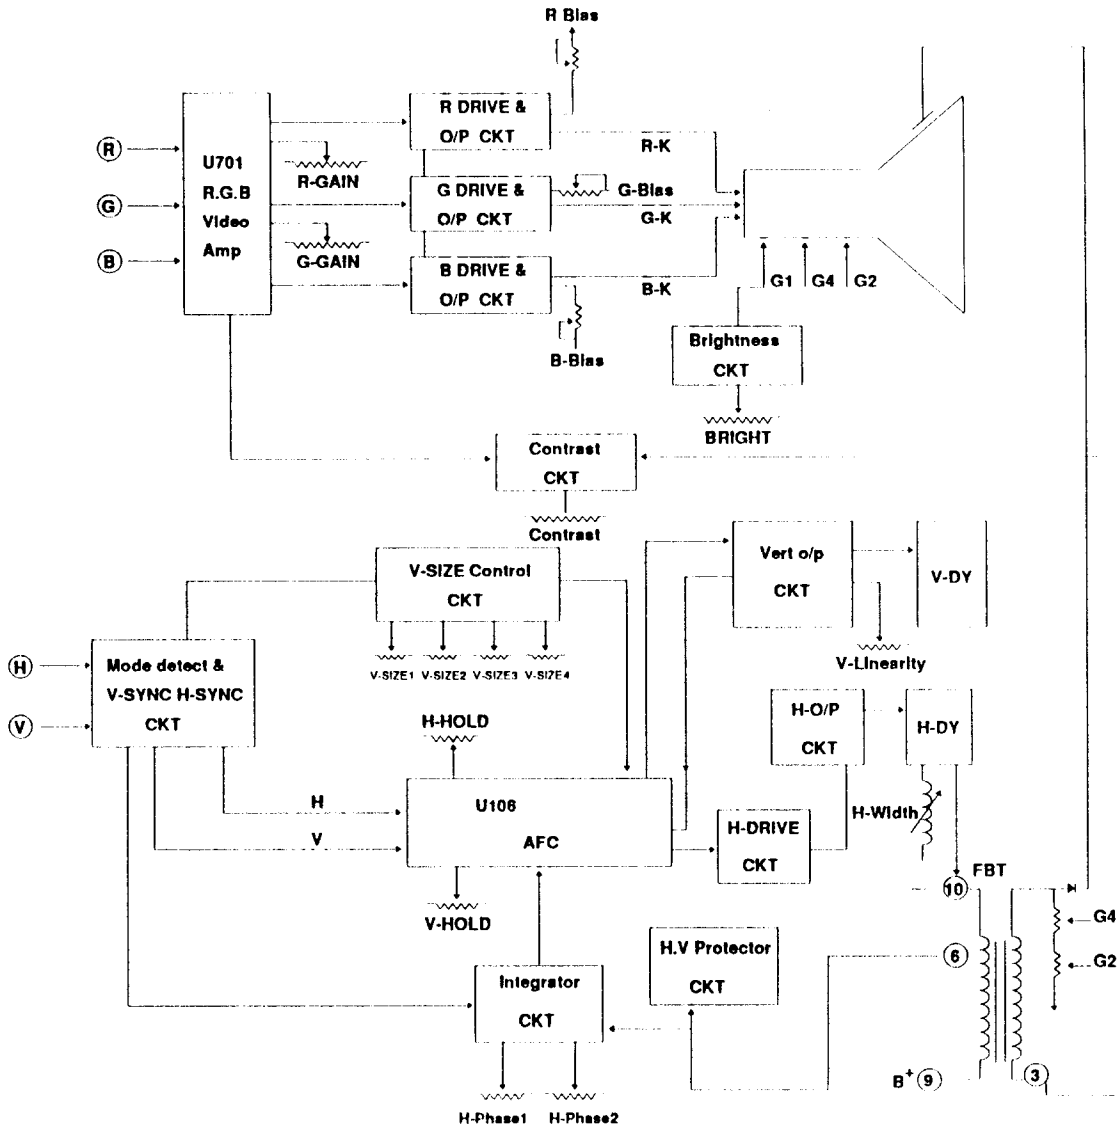 R Bias
R
G
B
U701
R.G.B
Video
Amp
R-GAIN
G-GAIN
R DRIVE &
O/P CKT
G DRIVE &
O/P CKT
B DRIVE &
O/P CKT
R-K
G-Bias
G-K
B-K
B-Bias
G1 G4 G2
Brightness
CKT
BRIGHT
Contrast
CKT
Contrast
V-SIZE Control
CKT
V-SIZE1 V-SIZE2 V-SIZE3 V-SIZE4
Vert o/p
CKT
V-DY
V-Linearity
H
V
Mode detect &
V-SYNC H-SYNC
CKT
H-HOLD
H
V
U106
AFC
V-HOLD
H-O/P
CKT
H-DY
H-Width
H-DRIVE
CKT
FBT
10
6
G4
G2
H.V Protector
CKT
Integrator
CKT
B+ 9
3
H-Phase1 H-Phase2